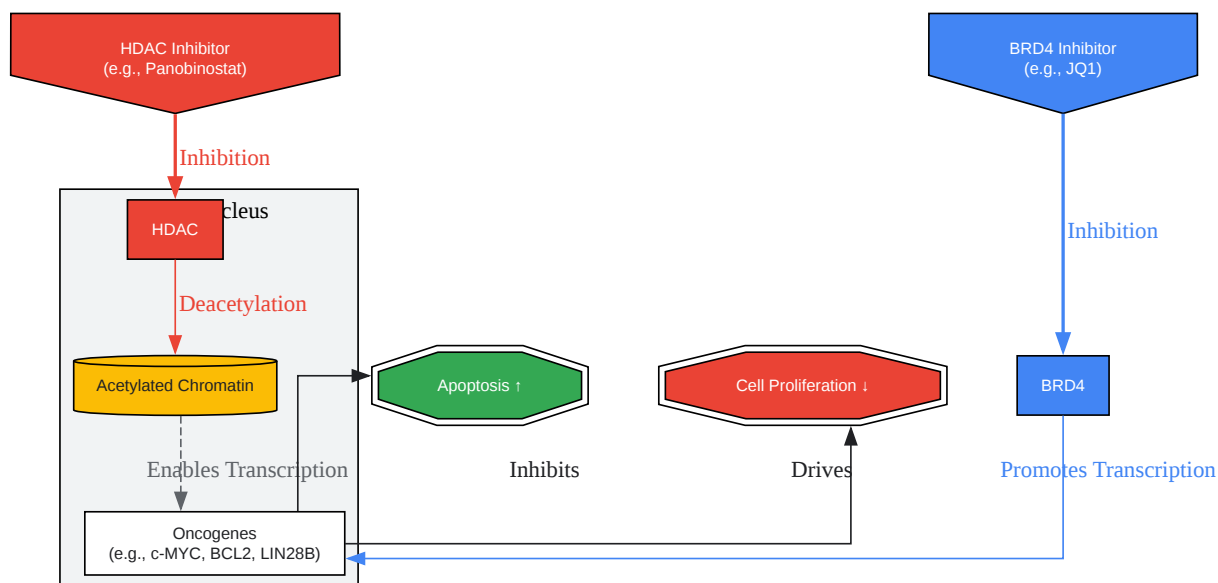 HDAC Inhibitor
(e.g., Panobinostat)
BRD4 Inhibitor
(e.g., JQ1)
Inhibition
cleus
HDAC
Inhibition
Deacetylation
Acetylated Chromatin
Apoptosis ↑
Cell Proliferation ↓
BRD4
Enables Transcription
Inhibits
Drives
Promotes Transcription
Oncogenes
(e.g., c-MYC, BCL2, LIN28B)